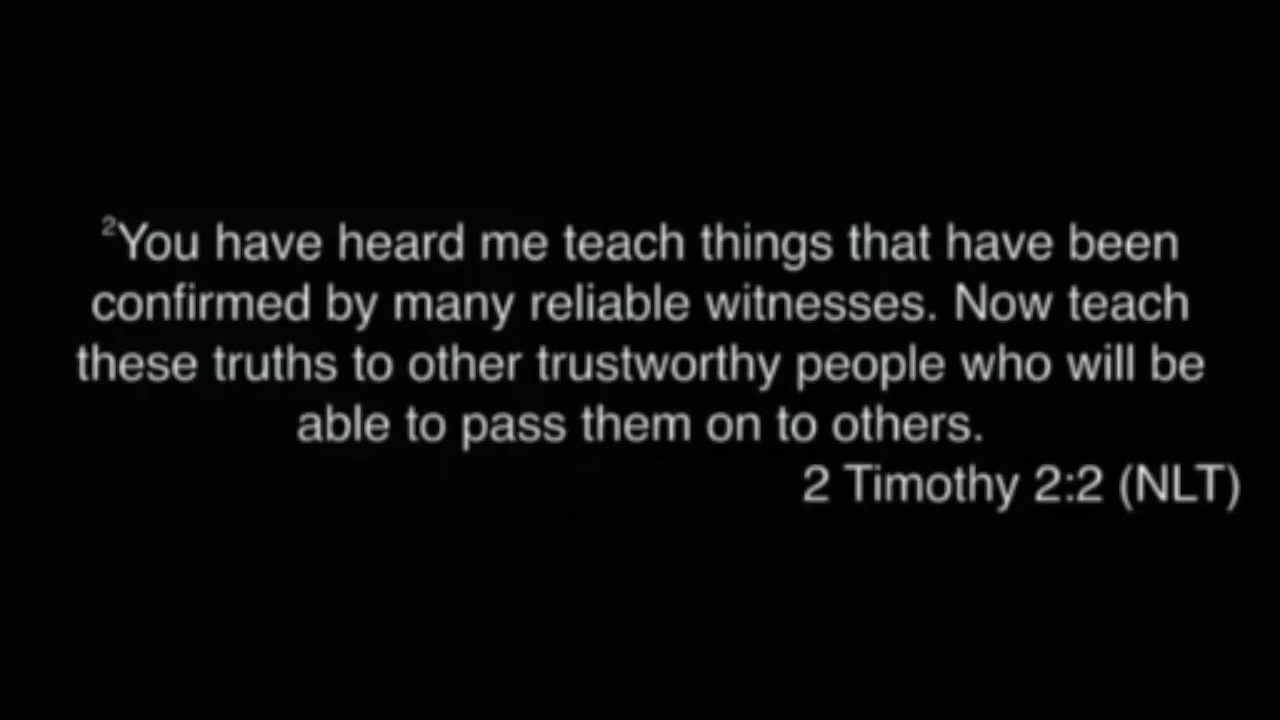 ²You have heard me teach things that have been
confirmed by many reliable witnesses. Now teach
these truths to other trustworthy people who will be
able to pass them on to others.
2 Timothy 2:2 (NLT)